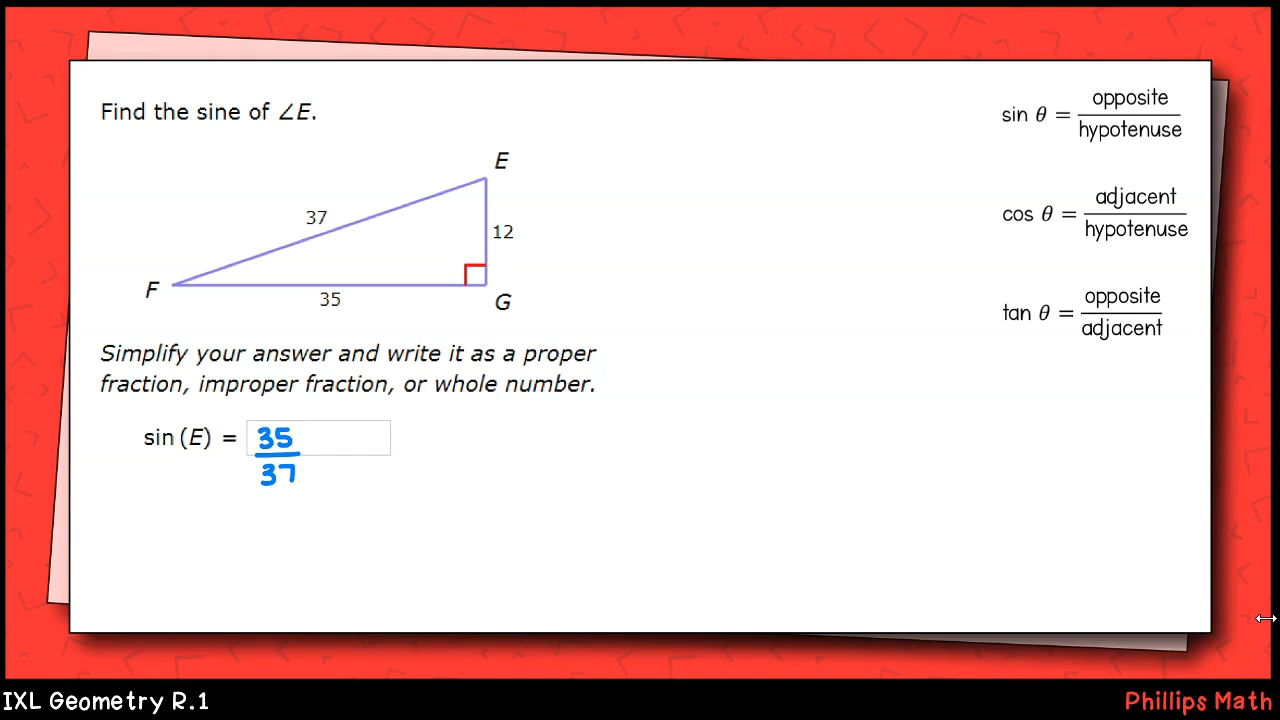 Find the sine of ∠E.
E
37
12
F
35
G
Simplify your answer and write it as a proper
fraction, improper fraction, or whole number.
sin (E) = 35
37
sin θ = opposite
hypotenuse
cos θ = adjacent
hypotenuse
tan θ = opposite
adjacent
IXL Geometry R.1
Phillips Math